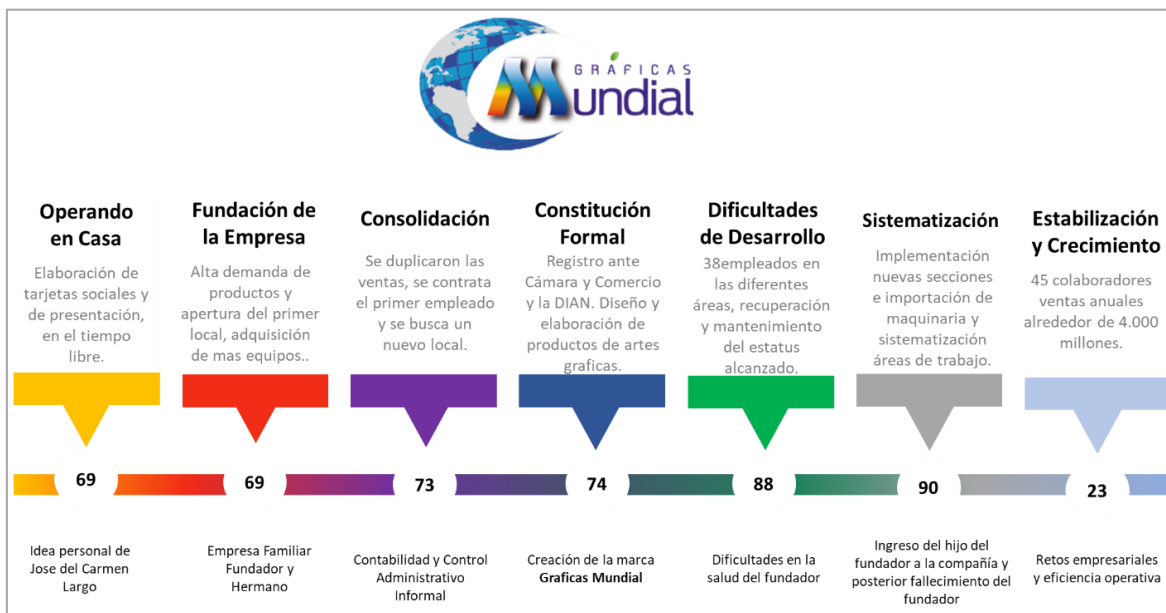 GRÁFICAS
Mundial
Operando
en Casa
Elaboración de
tarjetas sociales y
de presentación,
en el tiempo
libre.
69
Idea personal de
Jose del Carmen
Largo
Fundación de
la Empresa
Alta demanda de
productos y
apertura del primer
local, adquisición
de mas equipos..
69
Empresa Familiar
Fundador y
Hermano
Consolidación
Se duplicaron las
ventas, se contrata
el primer empleado
y se busca un
nuevo local.
73
Contabilidad y Control
Administrativo
Informal
Constitución
Formal
Registro ante
Cámara y Comercio
y la DIAN. Diseño y
elaboración de
productos de artes
graficas.
74
Creación de la marca
Graficas Mundial
Dificultades
de Desarrollo
38empleados en
las diferentes
áreas, recuperación
y mantenimiento
del estatus
alcanzado.
88
Dificultades en la
salud del fundador
Sistematización
Implementación
nuevas secciones
e importación de
maquinaria y
sistematización
áreas de trabajo.
90
Ingreso del hijo del
fundador a la compañía y
posterior fallecimiento del
fundador
Estabilización
y Crecimiento
45 colaboradores
ventas anuales
alrededor de 4.000
millones.
23
Retos empresariales
y eficiencia operativa